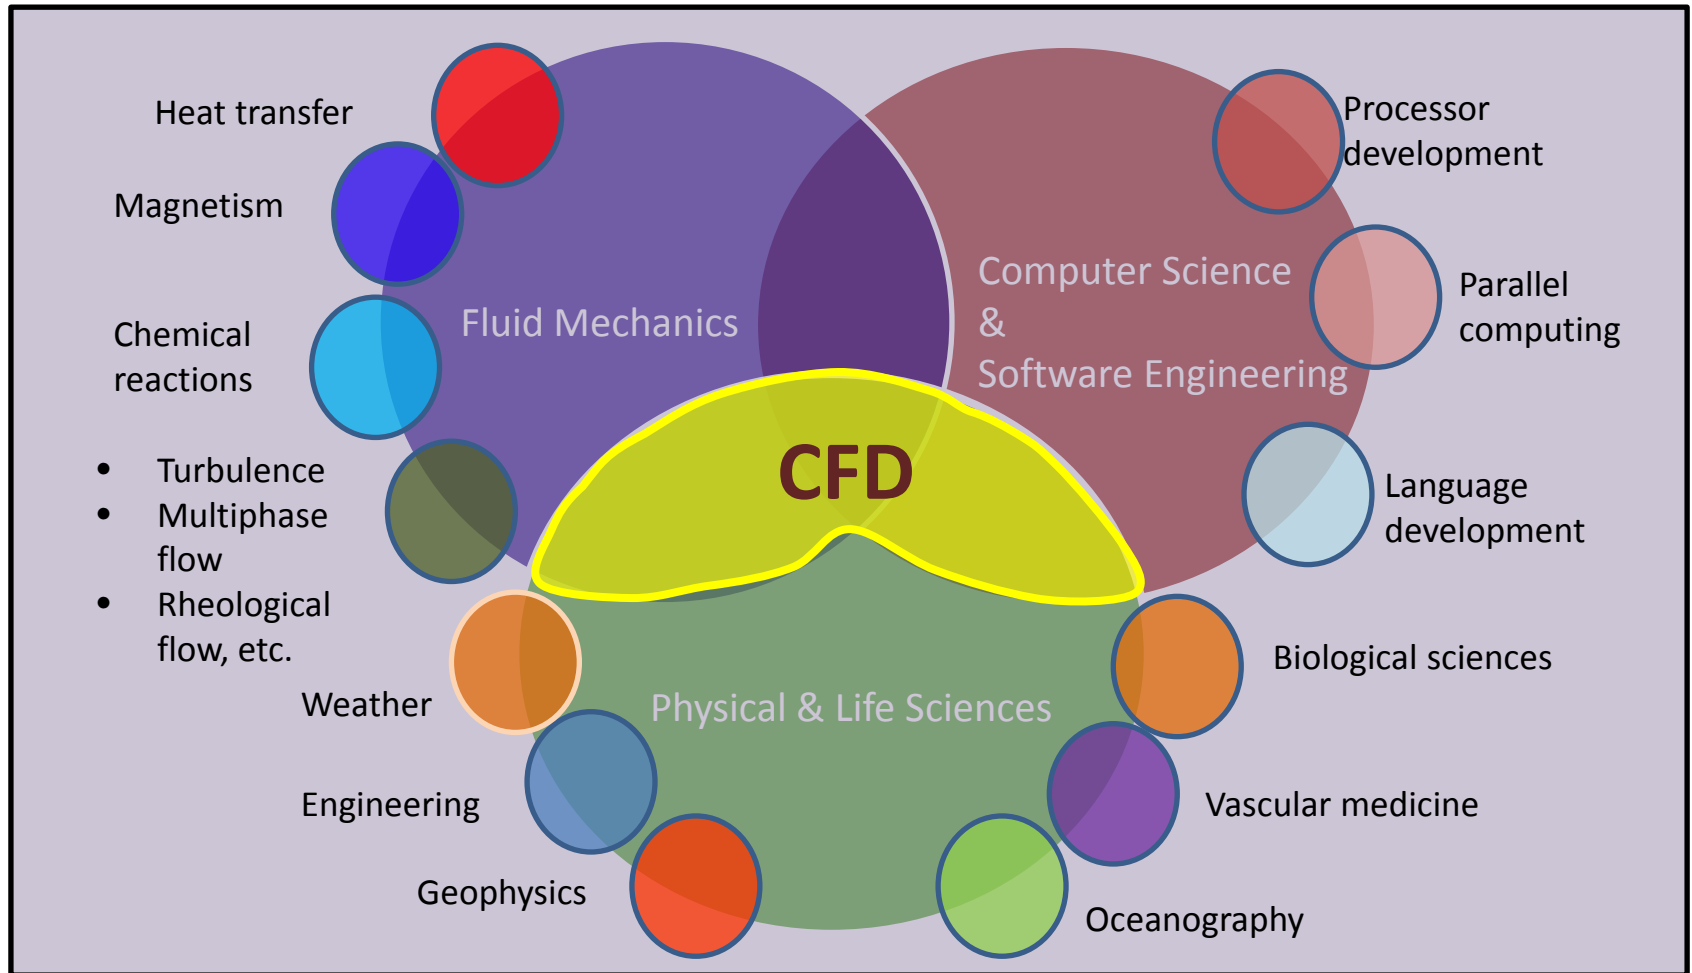 Heat transfer
Magnetism
Chemical
reactions
• Turbulence
• Multiphase
flow
• Rheological
flow, etc.
Fluid Mechanics
Computer Science
&
Software Engineering
Processor
development
Parallel
computing
Language
development
CFD
Physical & Life Sciences
Weather
Engineering
Geophysics
Biological sciences
Vascular medicine
Oceanography